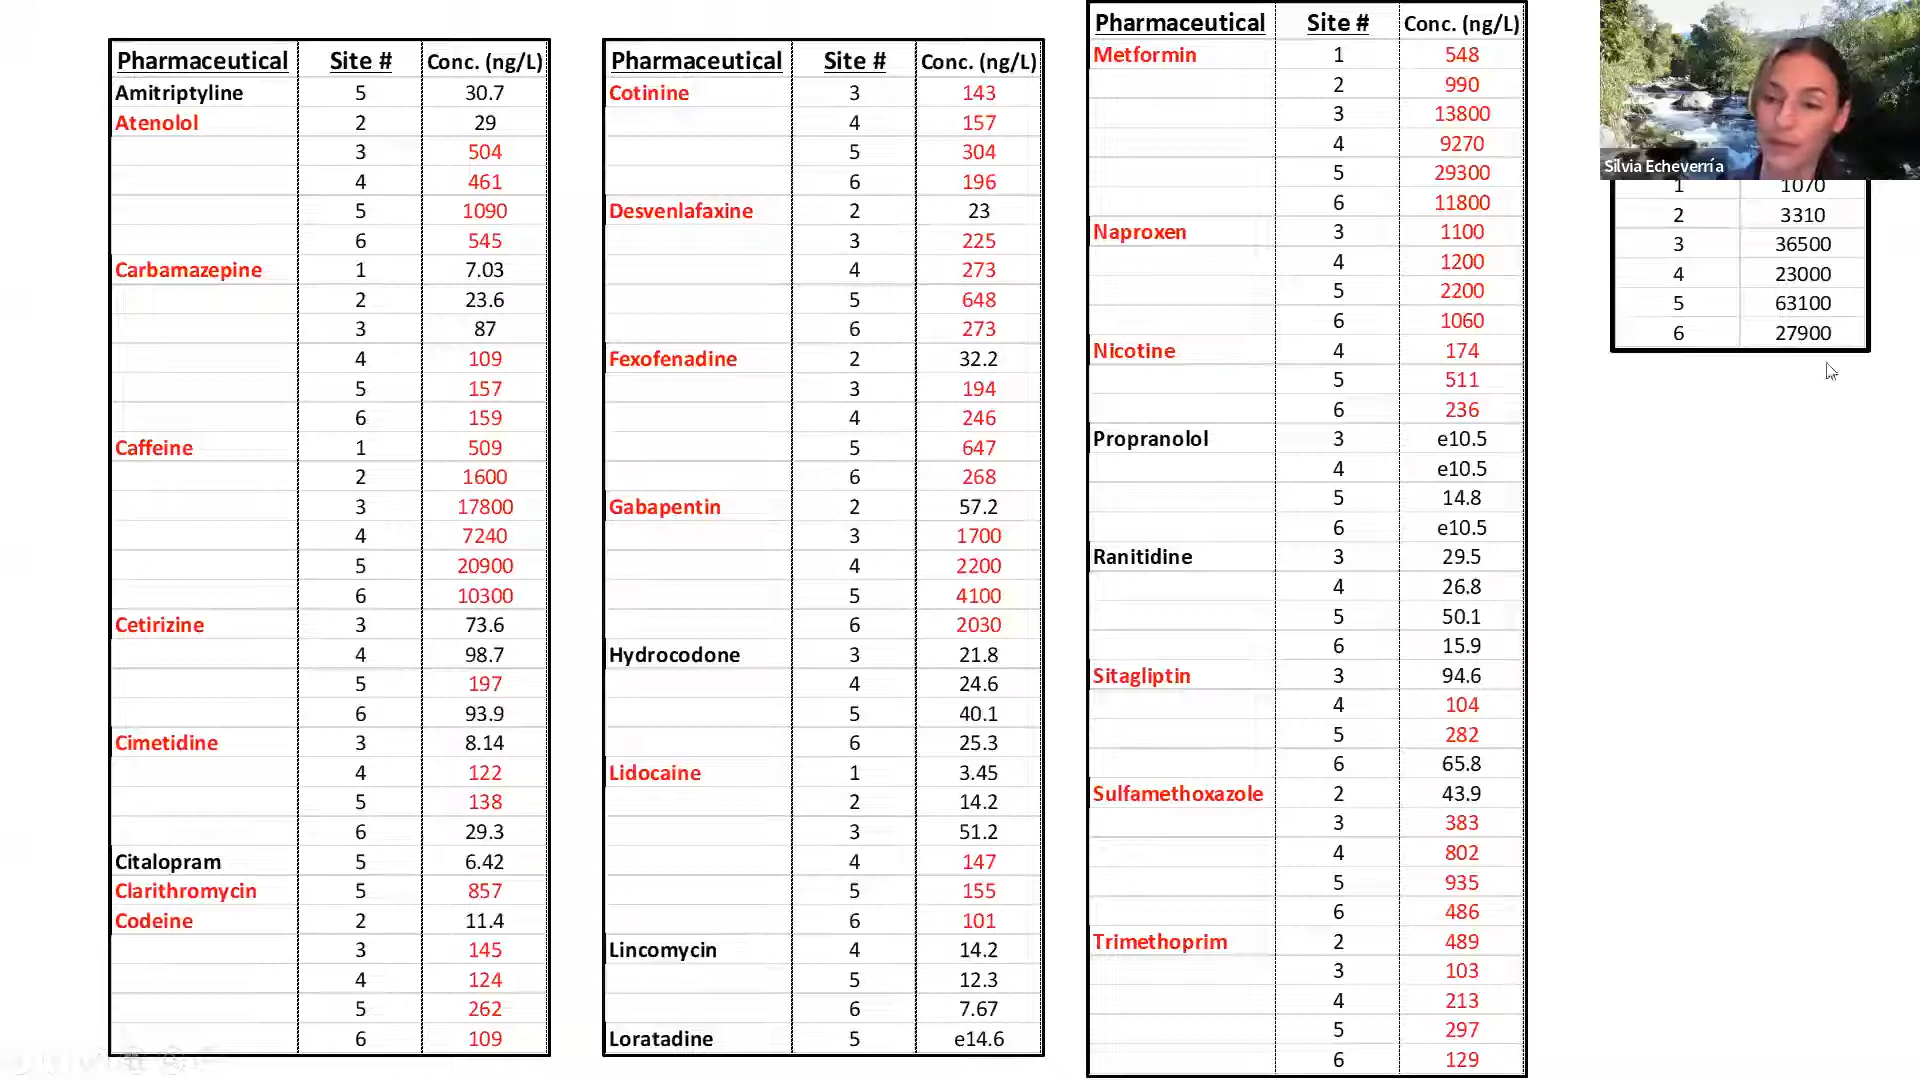 Pharmaceutical Site # Conc. (ng/L)
Amitriptyline 5 30.7
Atenolol 2 29
3 504
4 461
5 1090
6 545
Carbamazepine 1 7.03
2 23.6
3 87
4 109
5 157
6 159
Caffeine 1 509
2 1600
3 17800
4 7240
5 20900
6 10300
Cetirizine 3 73.6
4 98.7
5 197
6 93.9
Cimetidine 3 8.14
4 122
5 138
6 29.3
Citalopram 5 6.42
Clarithromycin 5 857
Codeine 2 11.4
3 145
4 124
5 262
6 109
Pharmaceutical Site # Conc. (ng/L)
Cotinine 3 143
4 157
5 304
6 196
Desvenlafaxine 2 23
3 225
4 273
5 648
6 273
Fexofenadine 2 32.2
3 194
4 246
5 647
6 268
Gabapentin 2 57.2
3 1700
4 2200
5 4100
6 2030
Hydrocodone 3 21.8
4 24.6
5 40.1
6 25.3
Lidocaine 1 3.45
2 14.2
3 51.2
4 147
5 155
6 101
Lincomycin 4 14.2
5 12.3
6 7.67
Loratadine 5 e14.6
Pharmaceutical Site # Conc. (ng/L)
Metformin 1 548
2 990
3 13800
4 9270
5 29300
6 11800
Naproxen 3 1100
4 1200
5 2200
6 1060
Nicotine 4 174
5 511
6 236
Propranolol 3 e10.5
4 e10.5
5 14.8
6 e10.5
Ranitidine 3 29.5
4 26.8
5 50.1
6 15.9
Sitagliptin 3 94.6
4 104
5 282
6 65.8
Sulfamethoxazole 2 43.9
3 383
4 802
5 935
6 486
Trimethoprim 2 489
3 103
4 213
5 297
6 129
Silvia Echeverría
1 1070
2 3310
3 36500
4 23000
5 63100
6 27900